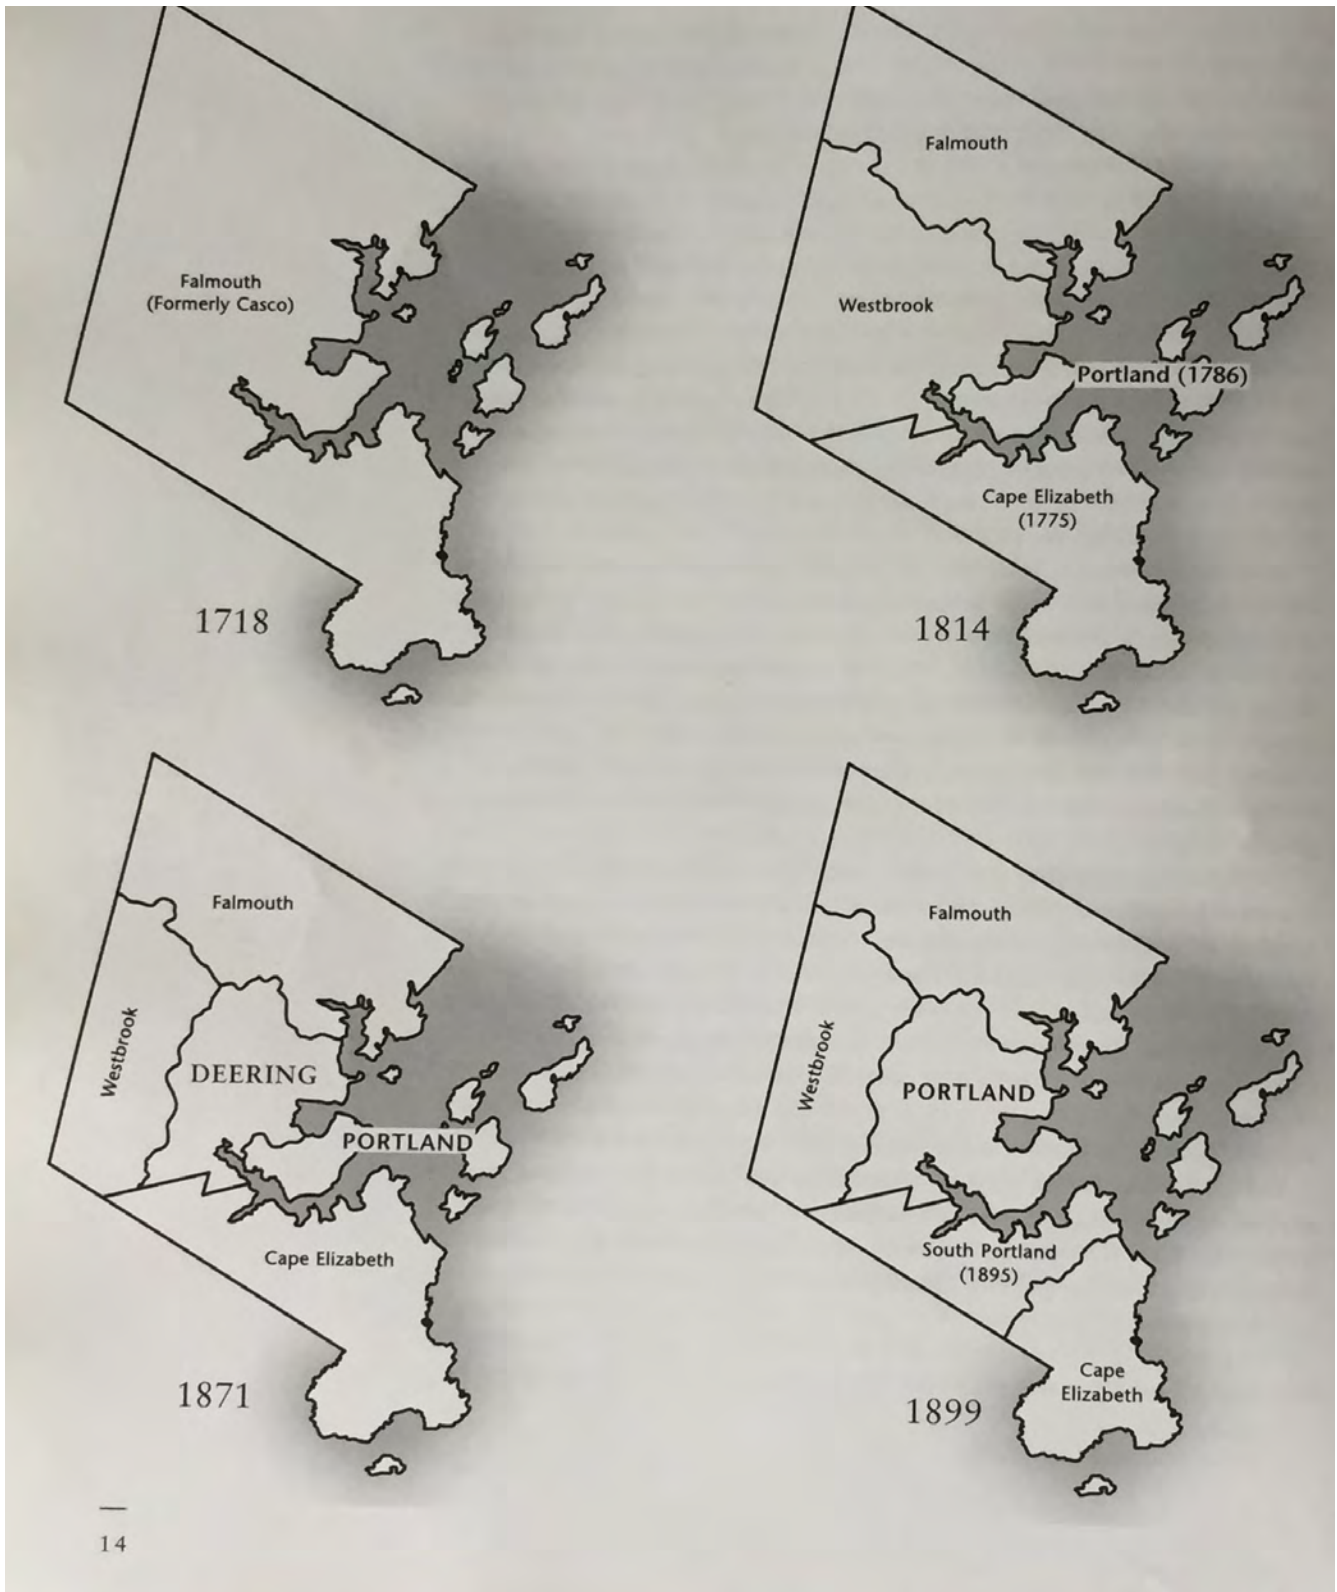 Falmouth
(Formerly Casco)
1718
Falmouth
Westbrook
Portland (1786)
Cape Elizabeth
(1775)
1814
Falmouth
Westbrook
DEERING
PORTLAND
Cape Elizabeth
1871
Falmouth
Westbrook
PORTLAND
South Portland
(1895)
Cape
Elizabeth
1899
14